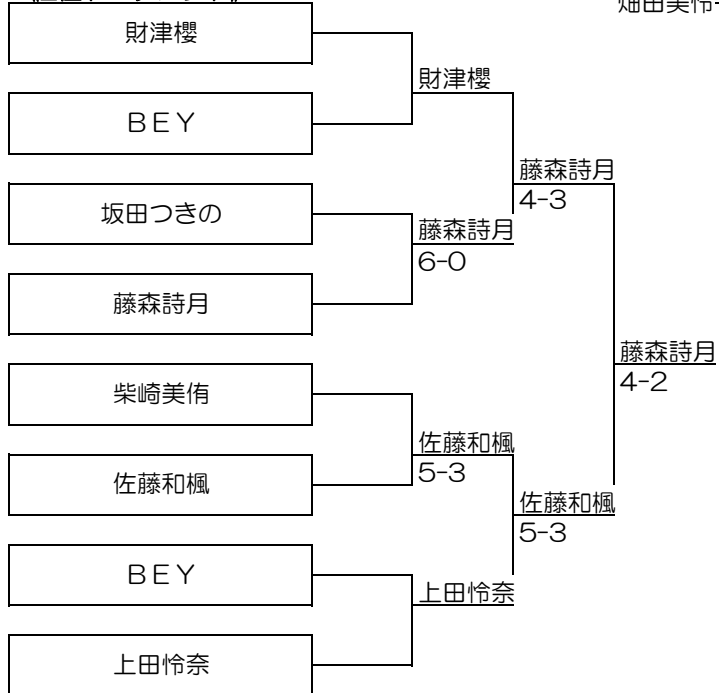 財津櫻
BEY
坂田つきの
藤森詩月
柴崎美侑
佐藤和楓
BEY
上田怜奈
財津櫻
藤森詩月
6-0
佐藤和楓
5-3
上田怜奈
藤森詩月
4-3
佐藤和楓
5-3
藤森詩月
4-2